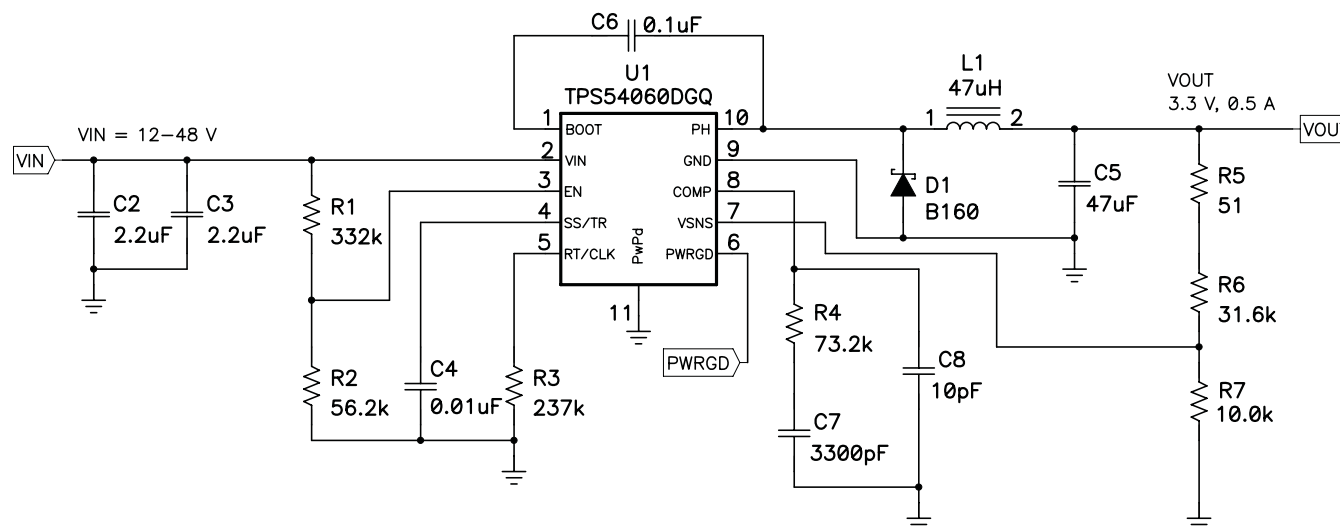 C6
0.1uF
U1
TPS54060DGQ
L1
47uH
VOUT
3.3 V, 0.5 A
VIN = 12-48 V
VIN
1
BOOT
PH
10
2
VIN
GND
9
3
EN
COMP
8
4
SS/TR
VSNS
7
5
RT/CLK
PWRGD
6
PwPd
11
1
2
VOUT
C2
2.2uF
C3
2.2uF
R1
332k
D1
B160
C5
47uF
R5
51
R6
31.6k
R4
73.2k
PWRGD
R2
56.2k
C4
0.01uF
R3
237k
C8
10pF
R7
10.0k
C7
3300pF